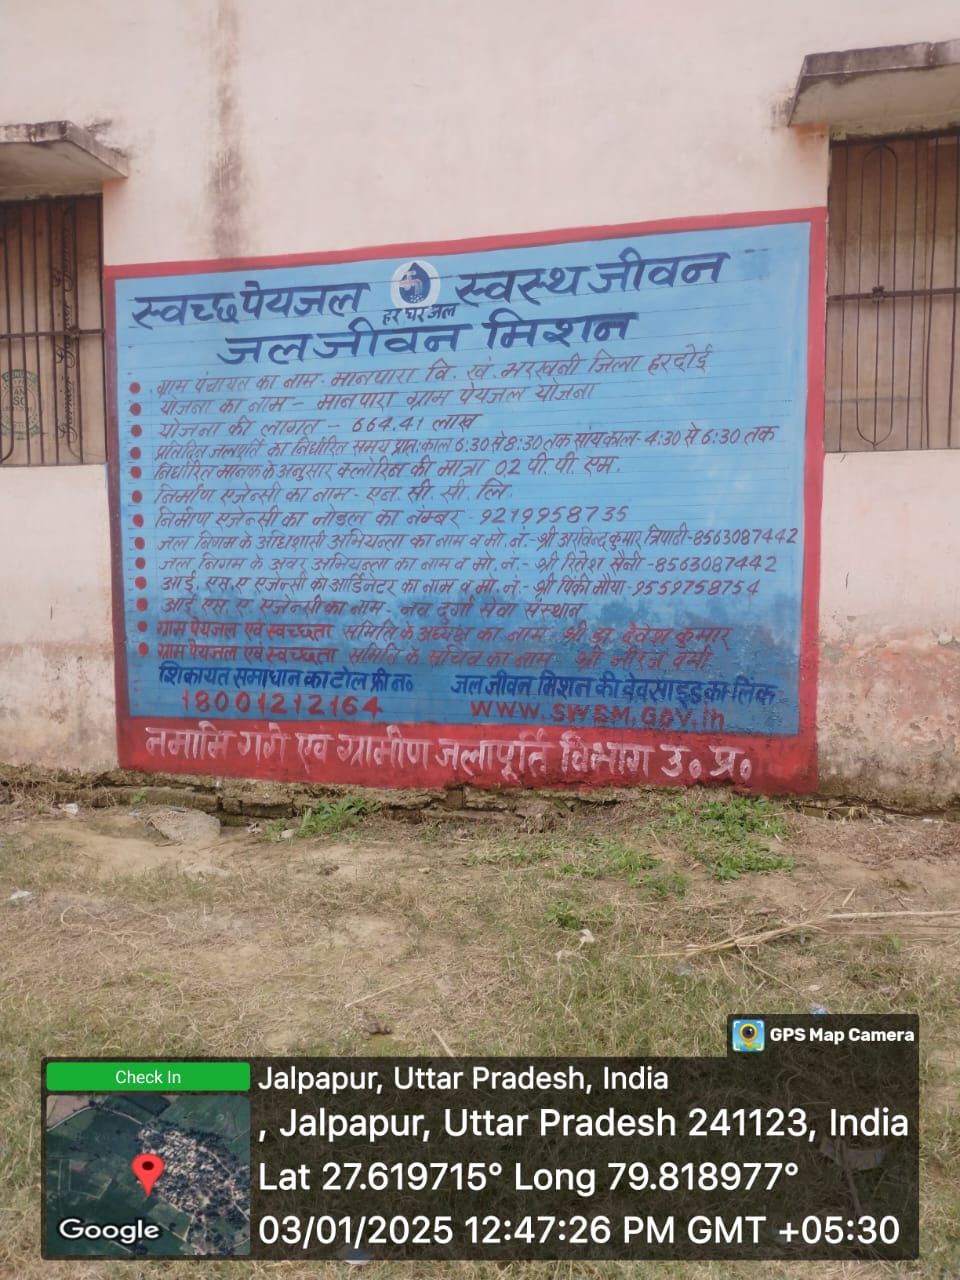 स्वच्छ पेयजल स्वस्थ जीवन
हर घर जल
जल जीवन मिशन
ग्राम पंचायत का नाम- मानपारा वि. खं. भरखनी जिला हरदोई
योजना का नाम - मानपारा ग्राम पेयजल योजना
योजना की लागत - 664.41 लाख
प्रतिदिन जलपूर्ति का निर्धारित समय प्रात:काल 6:30 से 8:30 तक सांयकाल- 4:30 से 6:30 तक
निर्धारित मानक के अनुसार क्लोरिन की मात्रा 02 पी. पी. एम.
निर्माण एजेन्सी का नाम- एन. सी. सी. लि.
निर्माण एजेन्सी का नोडल का नंम्बर - 9219958735
जल निगम के अधिशासी अभियन्ता का नाम व मो. नं.- श्री अरविन्द कुमार त्रिपाठी-8563087442
जल निगम के अवर अभियन्ता का नाम व मो. नं.- श्री रितेश सैनी -8563087442
आई. एस. ए एजेन्सी कोआर्डिनेटर का नाम व मो. नं.- श्री पिंकी मौर्या-9559758754
आई. एस. ए. एजेन्सी का नाम- नव दुर्गा सेवा संस्थान
ग्राम पेयजल एवं स्वच्छता समिति के अध्यक्ष का नाम- श्री डा. देवेश कुमार
ग्राम पेयजल एवं स्वच्छता समिति के सचिव का नाम श्री नीरज वर्मा
शिकायत समाधान का टोल फ्री न० जल जीवन मिशन की वेवसाइड का लिंक
18001212164 WWW.SWSM.GOV.in
नमामि गंगे एवं ग्रामीण जलापूर्ति विभाग उ० प्र०
GPS Map Camera
Check In
Jalpapur, Uttar Pradesh, India
, Jalpapur, Uttar Pradesh 241123, India
Lat 27.619715° Long 79.818977°
03/01/2025 12:47:26 PM GMT +05:30
Google